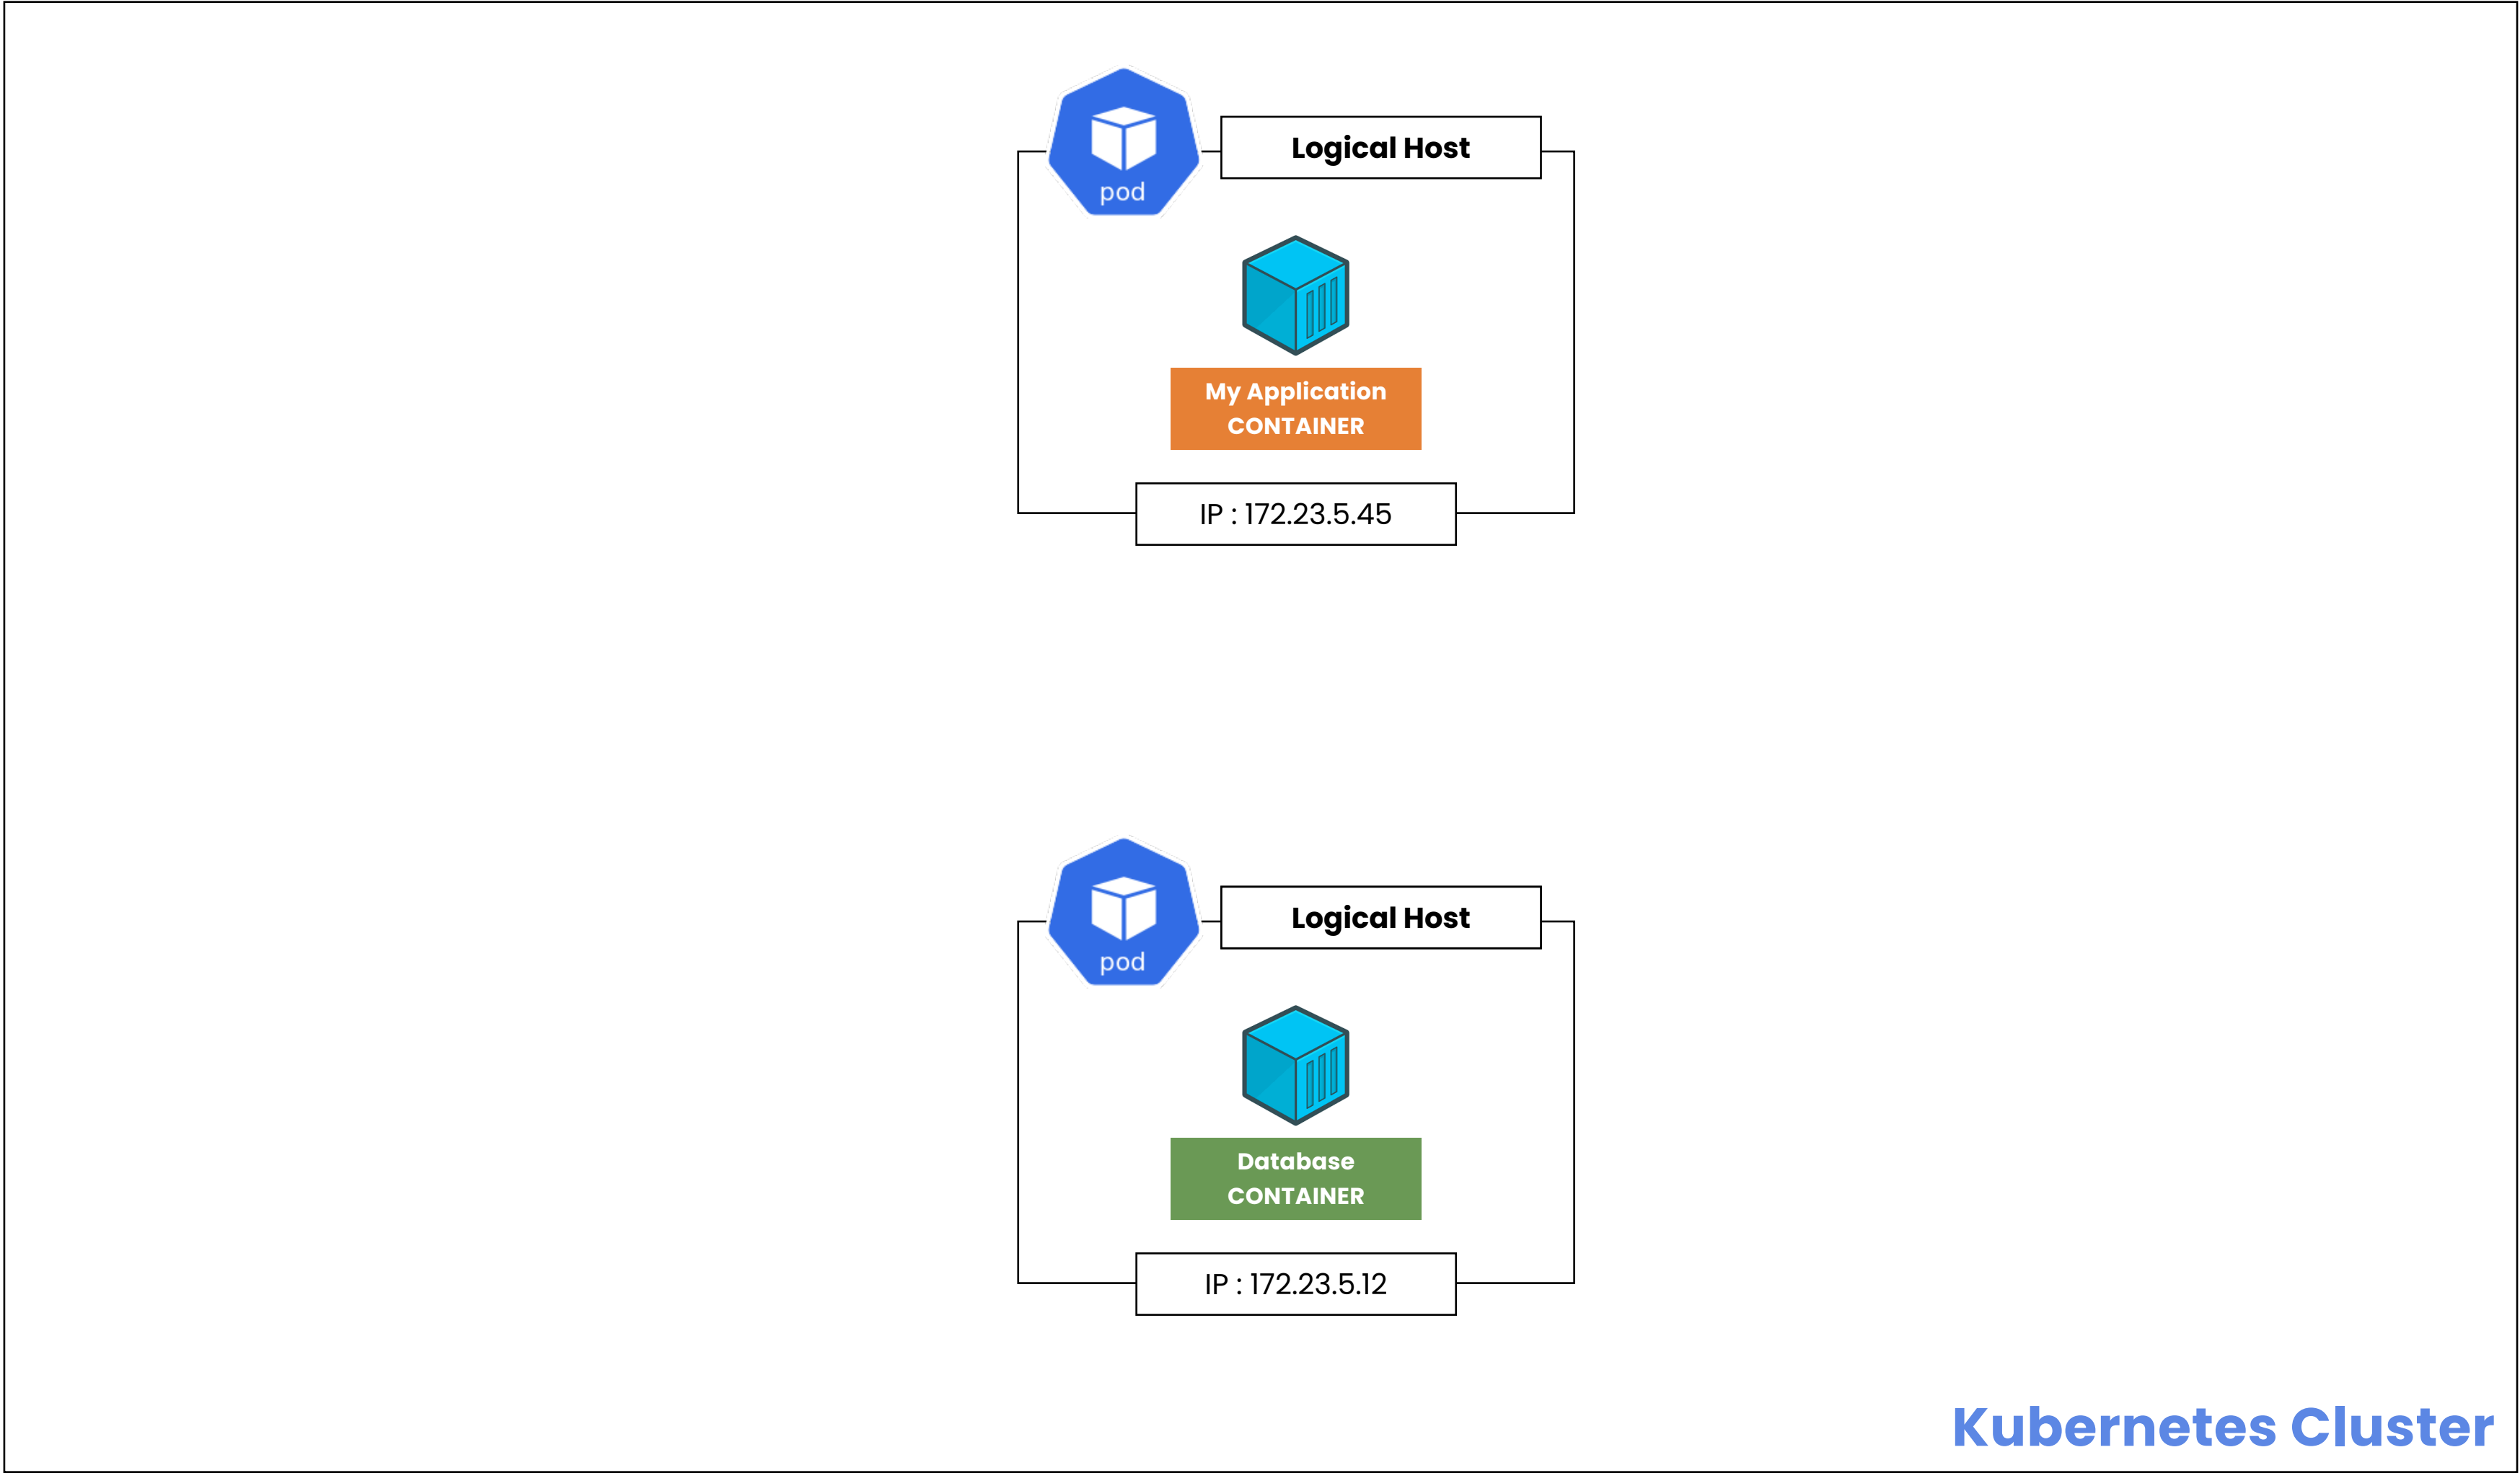 pod
Logical Host
My Application
CONTAINER
IP : 172.23.5.45
pod
Logical Host
Database
CONTAINER
IP : 172.23.5.12
Kubernetes Cluster